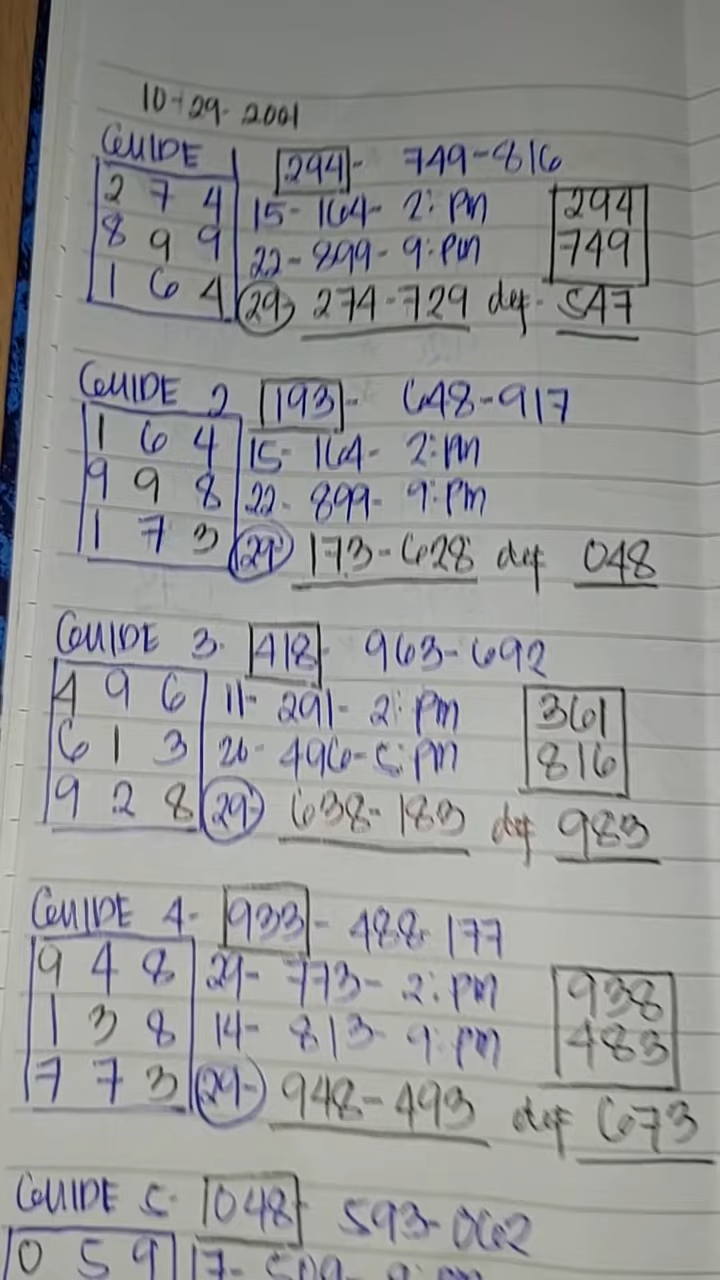 10-29-2001
GUIDE 1 294- 749-816
2 7 4 15- 164- 2:PM 294
8 9 9 22- 899- 9:PM 749
1 6 4 29 274-729 def- 547
GUIDE 2 193- 648-917
1 6 4 15- 164- 2:PM
9 9 8 22- 899- 9:PM
1 7 3 29- 173-628 def 048
GUIDE 3. 418- 963-692
4 9 6 11- 291- 2:PM 361
6 1 3 26- 496-5:PM 816
9 2 8 29- 638-183 def 983
GUIDE 4- 933- 488-177
9 4 8 29- 773- 2:PM 938
1 3 8 14- 813- 9:PM 483
7 7 3 29- 948-493 def 673
GUIDE 5- 048- 593-062
0 5 9 17- 509-